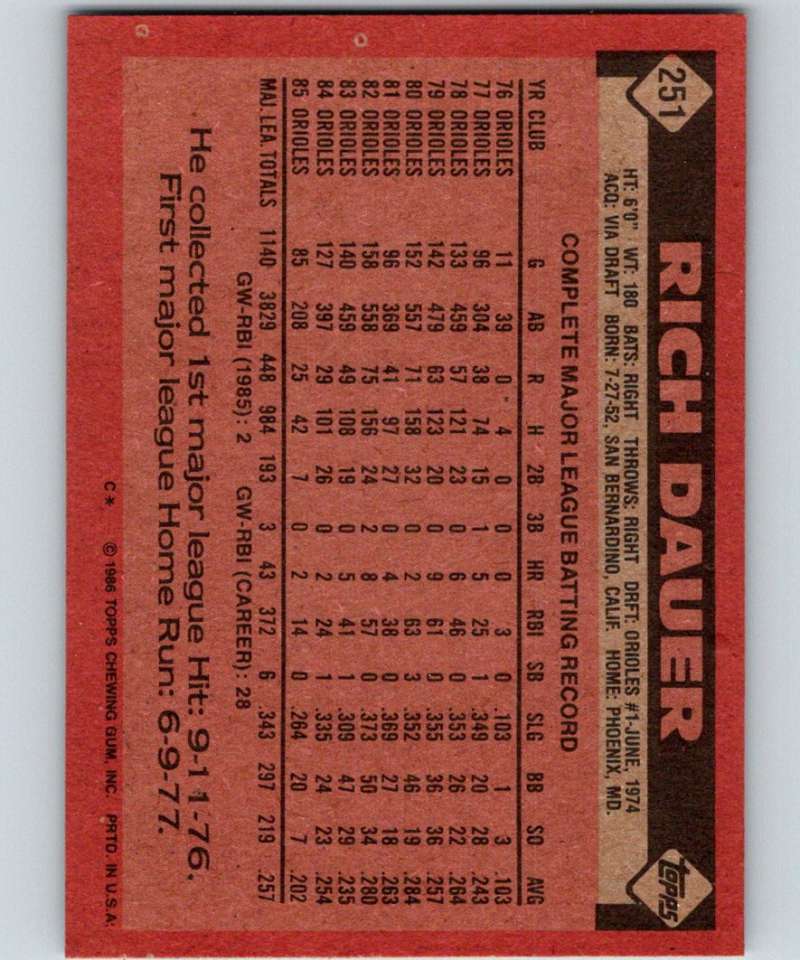 251
RICH DAUER
TOPPS
HT: 6'0" WT: 180 BATS: RIGHT THROWS: RIGHT DRFT: ORIOLES #1-JUNE, 1974
ACQ: VIA DRAFT BORN: 7-27-52, SAN BERNARDINO, CALIF. HOME: PHOENIX, MD.
COMPLETE MAJOR LEAGUE BATTING RECORD
YR CLUB G AB R H 2B 3B HR RBI SB SLG BB SO AVG
76 ORIOLES 11 39 0 4 0 0 0 3 0 .103 1 3 .103
77 ORIOLES 96 304 38 74 15 1 5 25 1 .349 20 28 .243
78 ORIOLES 133 459 57 121 23 0 6 46 0 .353 26 22 .264
79 ORIOLES 142 479 63 123 20 0 9 61 0 .355 36 36 .257
80 ORIOLES 152 557 71 158 32 0 2 63 3 .352 46 19 .284
81 ORIOLES 96 369 41 97 27 0 4 38 0 .369 27 18 .263
82 ORIOLES 158 558 75 156 24 2 8 57 0 .373 50 34 .280
83 ORIOLES 140 459 49 108 19 0 5 41 1 .309 47 29 .235
84 ORIOLES 127 397 29 101 26 0 2 24 1 .335 24 23 .254
85 ORIOLES 85 208 25 42 7 0 2 14 0 .264 20 7 .202
MAJ. LEA. TOTALS 1140 3829 448 984 193 3 43 372 6 .343 297 219 .257
GW-RBI (1985): 2 GW-RBI (CAREER): 28
He collected 1st major league Hit: 9-11-76.
First major league Home Run: 6-9-77.
C* © 1986 TOPPS CHEWING GUM, INC. PRTD. IN U.S.A.